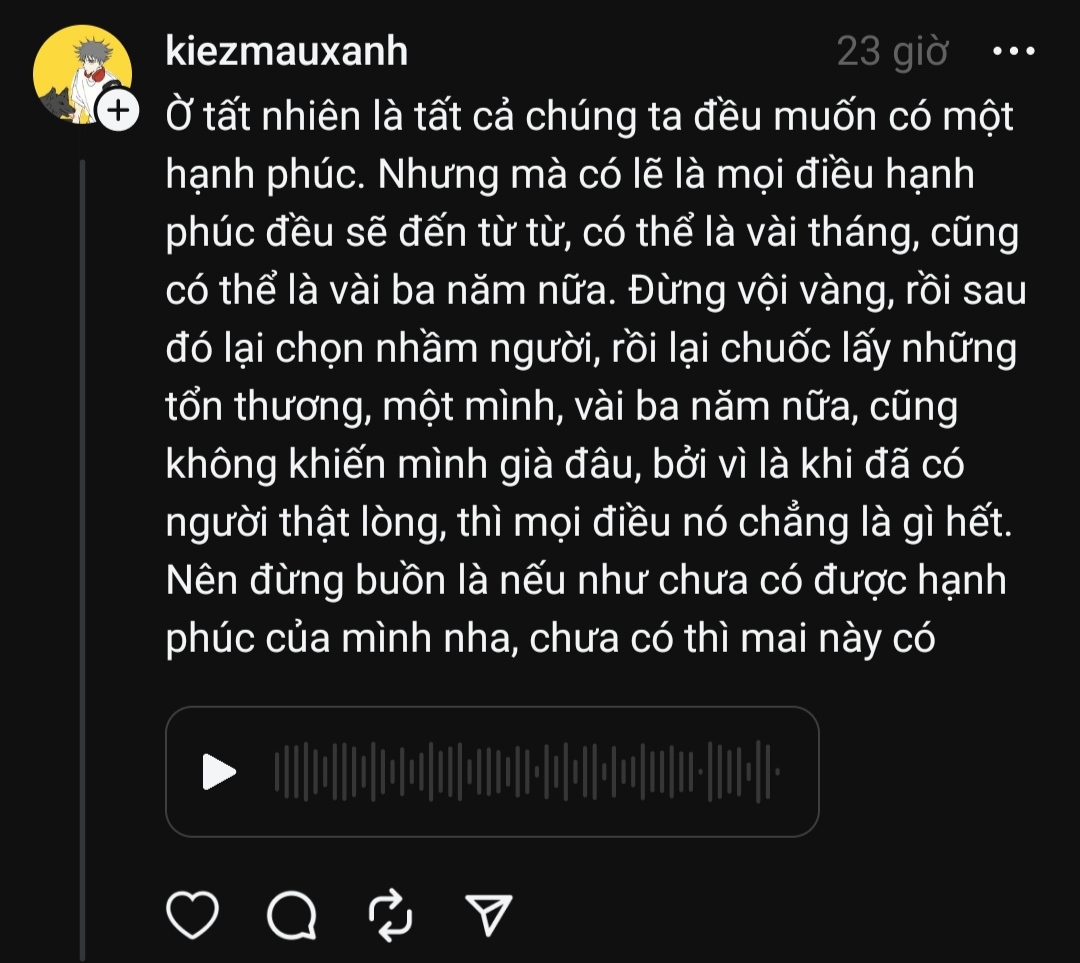 kiezmauxanh
23 giờ
Ờ tất nhiên là tất cả chúng ta đều muốn có một
hạnh phúc. Nhưng mà có lẽ là mọi điều hạnh
phúc đều sẽ đến từ từ, có thể là vài tháng, cũng
có thể là vài ba năm nữa. Đừng vội vàng, rồi sau
đó lại chọn nhầm người, rồi lại chuốc lấy những
tổn thương, một mình, vài ba năm nữa, cũng
không khiến mình già đâu, bởi vì là khi đã có
người thật lòng, thì mọi điều nó chẳng là gì hết.
Nên đừng buồn là nếu như chưa có được hạnh
phúc của mình nha, chưa có thì mai này có